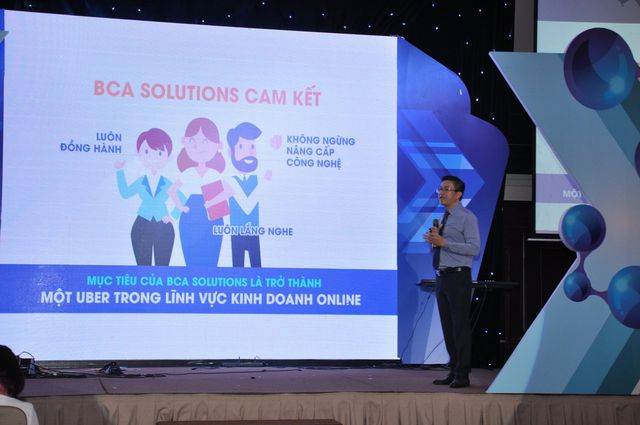 BCA SOLUTIONS CAM KẾT
LUÔN
ĐỒNG HÀNH
KHÔNG NGỪNG
NÂNG CẤP
CÔNG NGHỆ
LUÔN LẮNG NGHE
MỤC TIÊU CỦA BCA SOLUTIONS LÀ TRỞ THÀNH
MỘT UBER TRONG LĨNH VỰC KINH DOANH ONLINE
MỘT